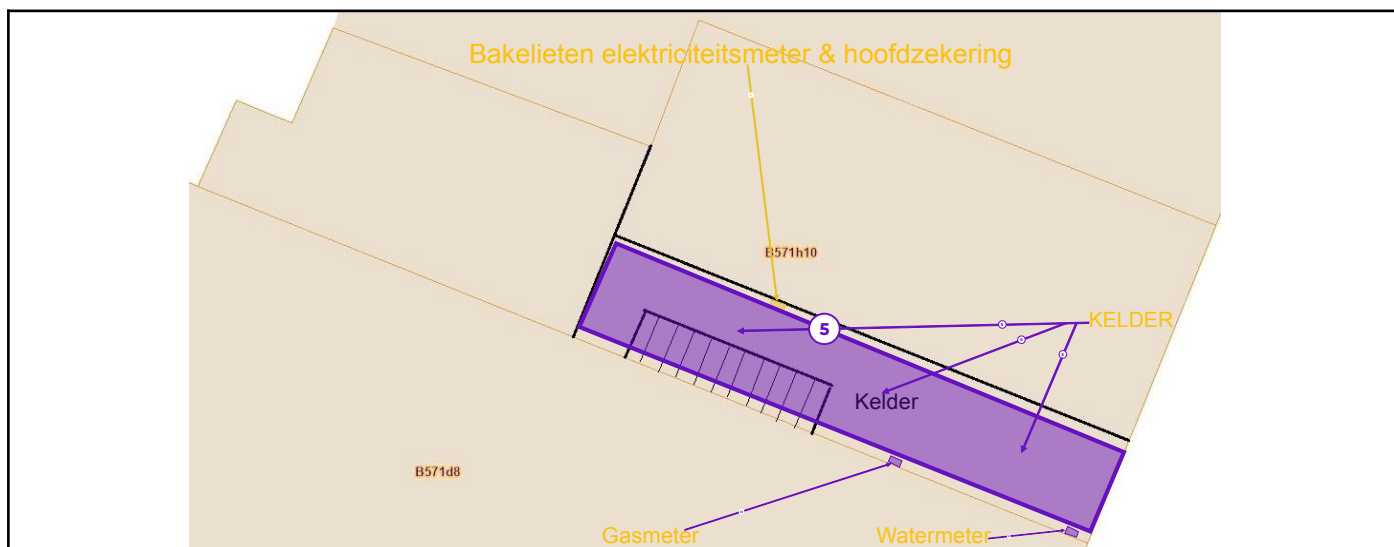 Bakelieten elektriciteitsmeter & hoofdzekering
B571h10
5
KELDER
Kelder
B571d8
Gasmeter
Watermeter